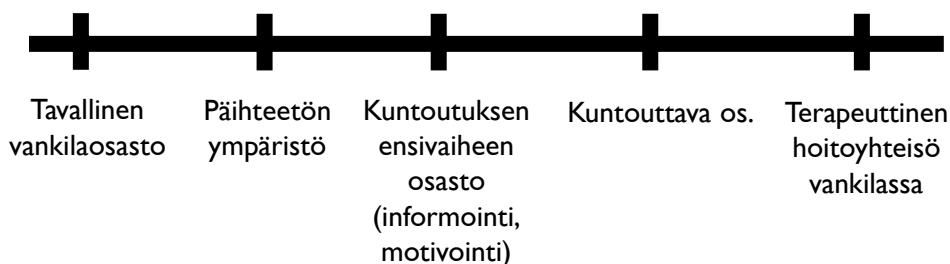 Tavallinen
vankilaosasto
Päihteetön
ympäristö
Kuntoutuksen
ensivaiheen
osasto
(informointi,
motivointi)
Kuntouttava os.
Terapeuttinen
hoitoyhteisö
vankilassa